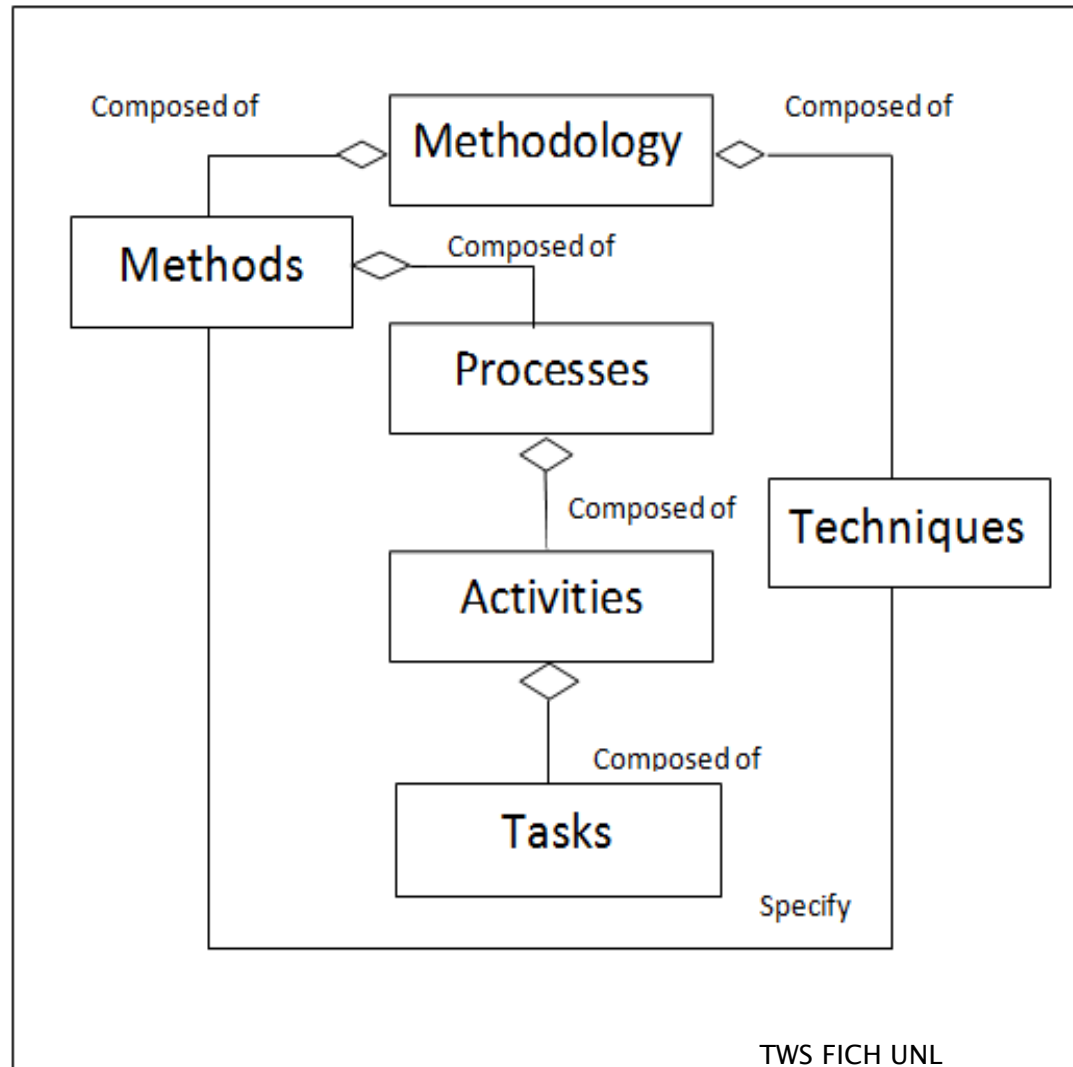 Composed of
Composed of
Methodology
Methods
Composed of
Processes
Composed of
Techniques
Activities
Composed of
Tasks
Specify
TWS FICH UNL